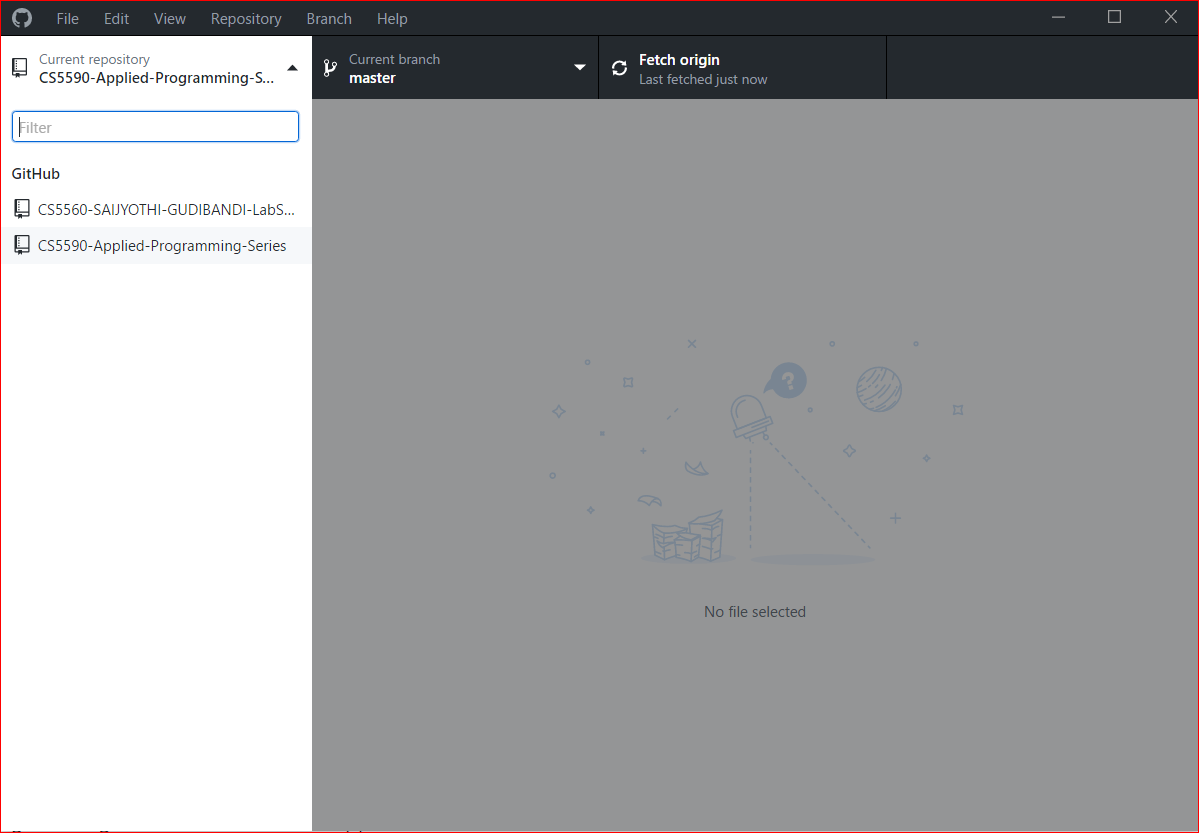 File Edit View Repository Branch Help
Current repository
CS5590-Applied-Programming-S...
Current branch
master
Fetch origin
Last fetched just now
Filter
GitHub
CS5560-SAIJYOTHI-GUDIBANDI-LabS...
CS5590-Applied-Programming-Series
?
No file selected